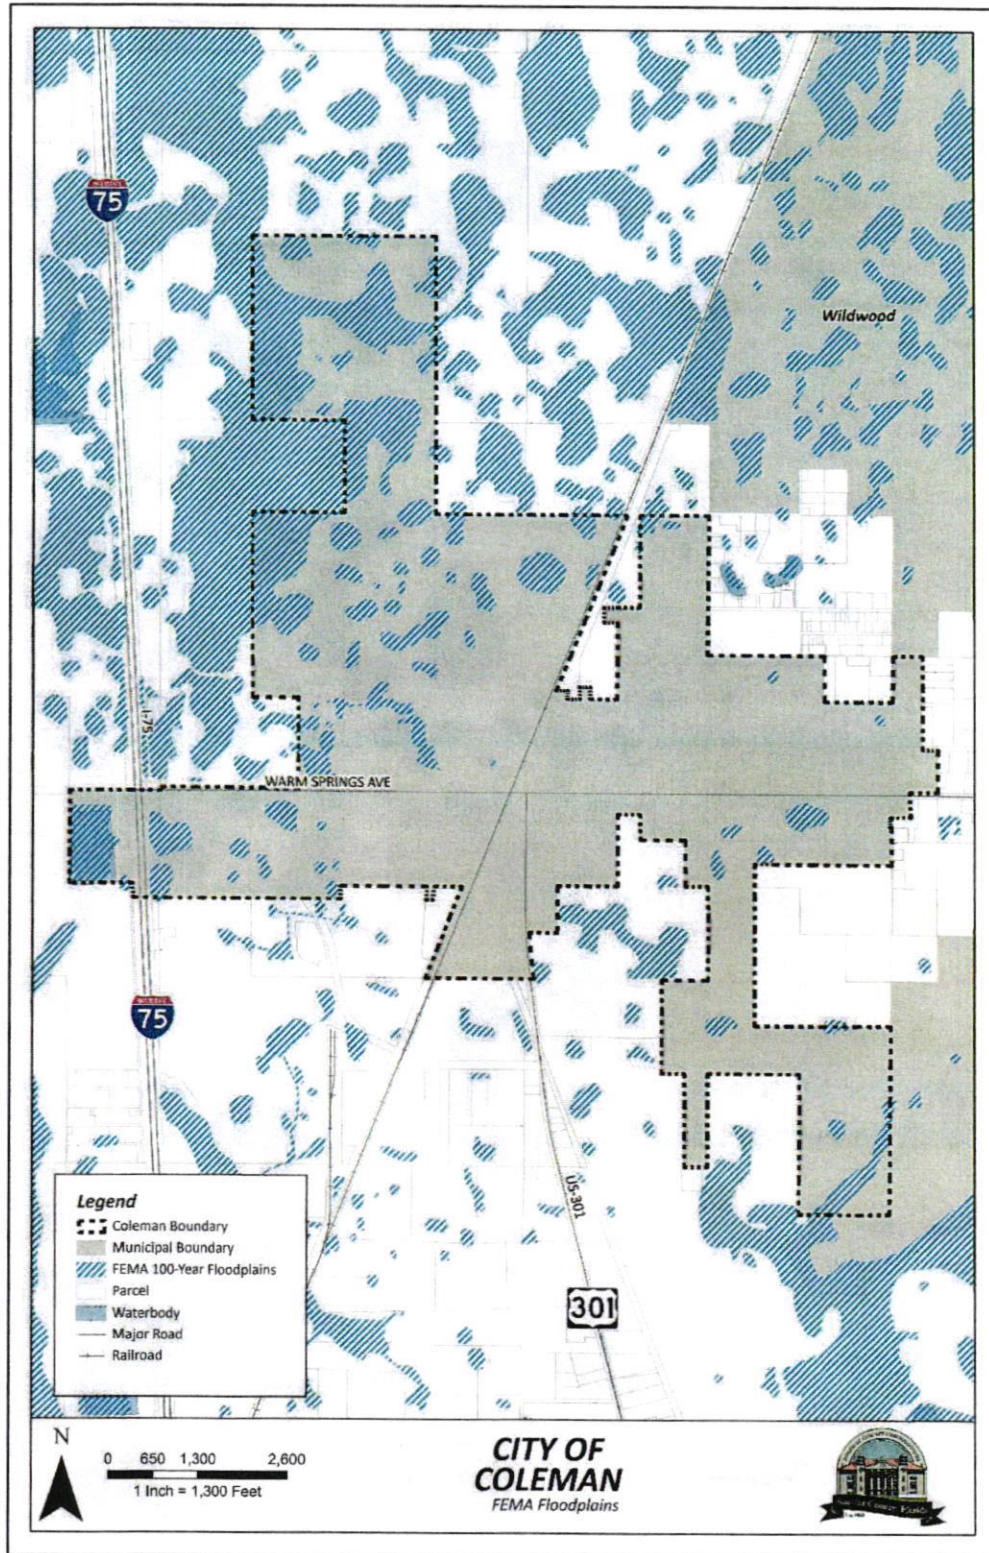 75
Wildwood
I-75
WARM SPRINGS AVE
75
US-301
301
Legend
Coleman Boundary
Municipal Boundary
FEMA 100-Year Floodplains
Parcel
Waterbody
Major Road
Railroad
N
0 650 1,300 2,600
1 Inch = 1,300 Feet
CITY OF
COLEMAN
FEMA Floodplains